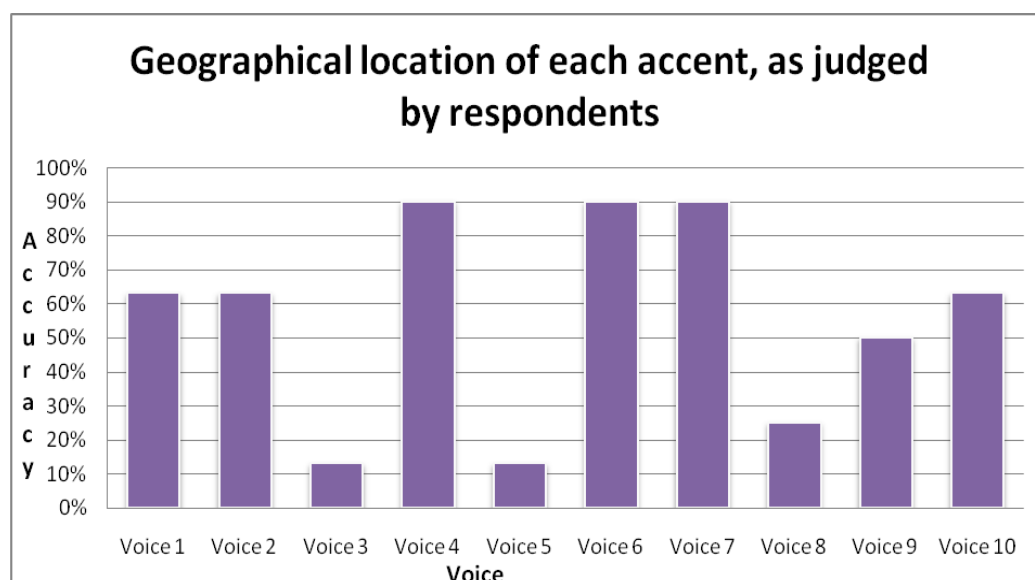 Geographical location of each accent, as judged
by respondents
Accuracy
100%
90%
80%
70%
60%
50%
40%
30%
20%
10%
0%
Voice 1 Voice 2 Voice 3 Voice 4 Voice 5 Voice 6 Voice 7 Voice 8 Voice 9 Voice 10
Voice